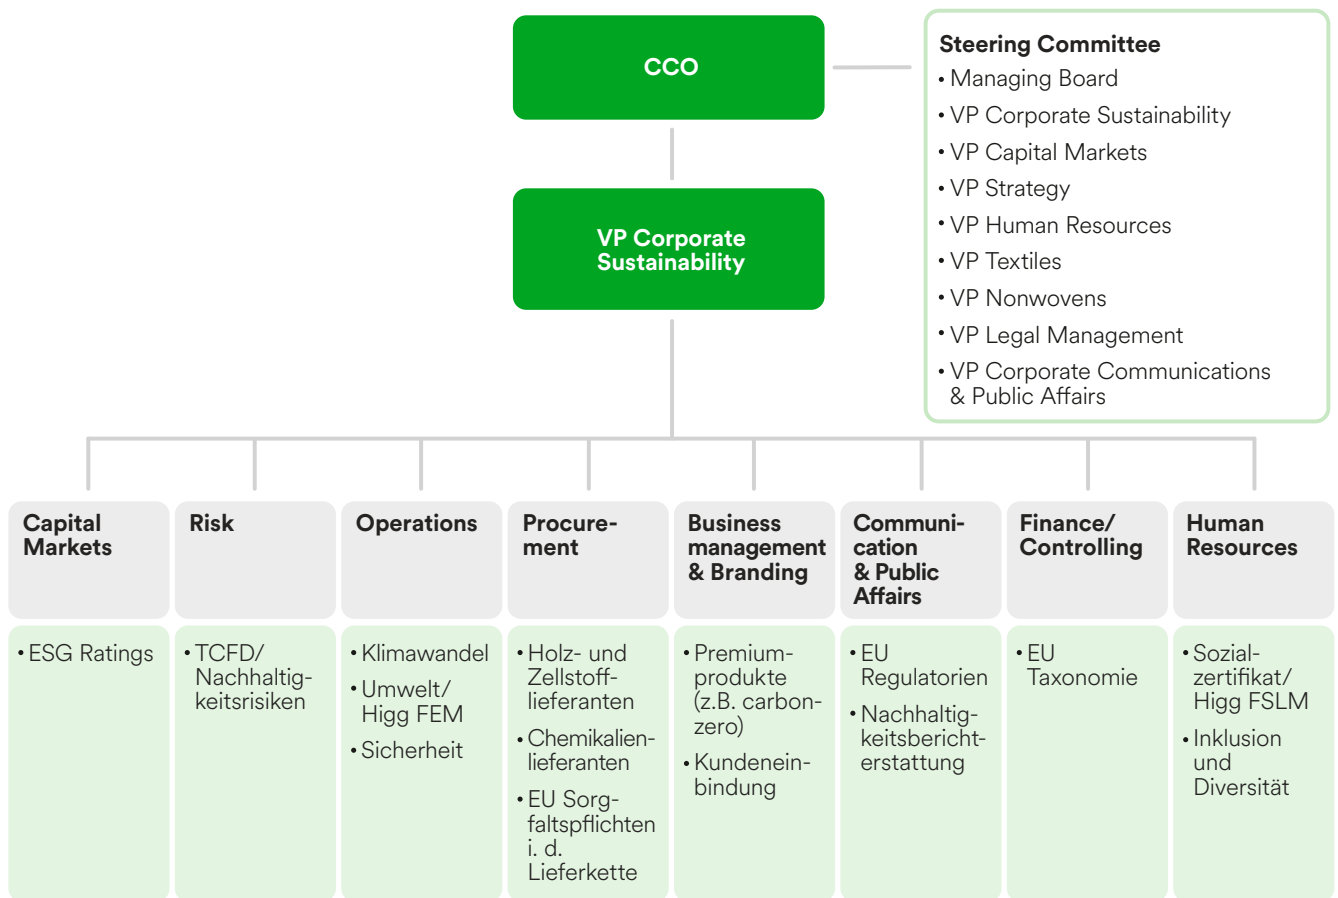 CCO
Steering Committee
• Managing Board
• VP Corporate Sustainability
• VP Capital Markets
• VP Strategy
• VP Human Resources
• VP Textiles
• VP Nonwovens
• VP Legal Management
• VP Corporate Communications
& Public Affairs
VP Corporate
Sustainability
Capital
Markets
• ESG Ratings
Risk
• TCFD/
Nachhaltig-
keitsrisiken
Operations
• Klimawandel
• Umwelt/
Higg FEM
• Sicherheit
Procure-
ment
• Holz- und
Zellstoff-
lieferanten
• Chemikalien-
lieferanten
• EU Sorg-
faltspflichten
i. d.
Lieferkette
Business
management
& Branding
• Premium-
produkte
(z.B. carbon-
zero)
• Kundenein-
bindung
Communi-
cation
& Public
Affairs
• EU
Regulatorien
• Nachhaltig-
keitsbericht-
erstattung
Finance/
Controlling
• EU
Taxonomie
Human
Resources
• Sozial-
zertifikat/
Higg FSLM
• Inklusion
und
Diversität